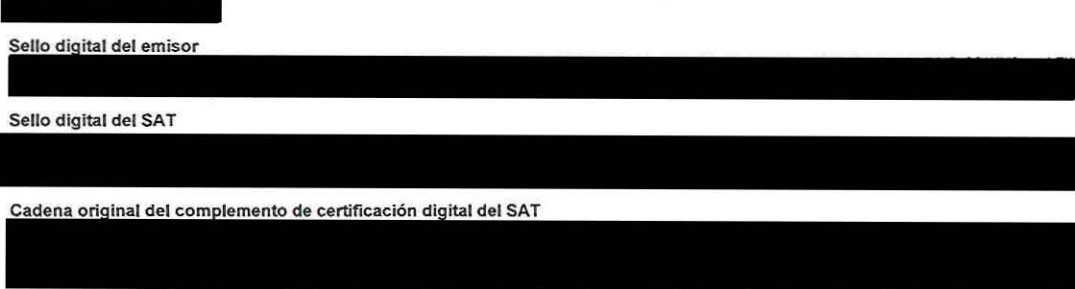 Sello digital del emisor
Sello digital del SAT
Cadena original del complemento de certificación digital del SAT